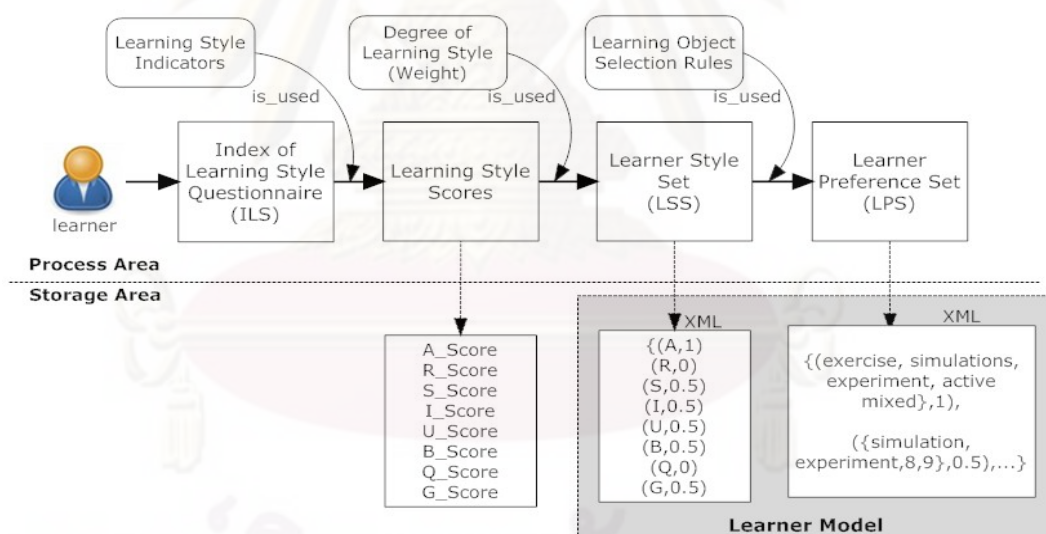 Learning Style
Indicators
Degree of
Learning Style
(Weight)
Learning Object
Selection Rules
is_used
is_used
is_used
Index of
Learning Style
Questionnaire
(ILS)
Learning Style
Scores
Learner Style
Set
(LSS)
Learner
Preference Set
(LPS)
learner
Process Area
Storage Area
A_Score
R_Score
S_Score
I_Score
U_Score
B_Score
Q_Score
G_Score
XML
{(A,1)
(R,0)
(S,0.5)
(I,0.5)
(U,0.5)
(B,0.5)
(Q,0)
(G,0.5)
XML
{(exercise, simulations,
experiment, active
mixed},1),
({simulation,
experiment,8,9},0.5),...}
Learner Model